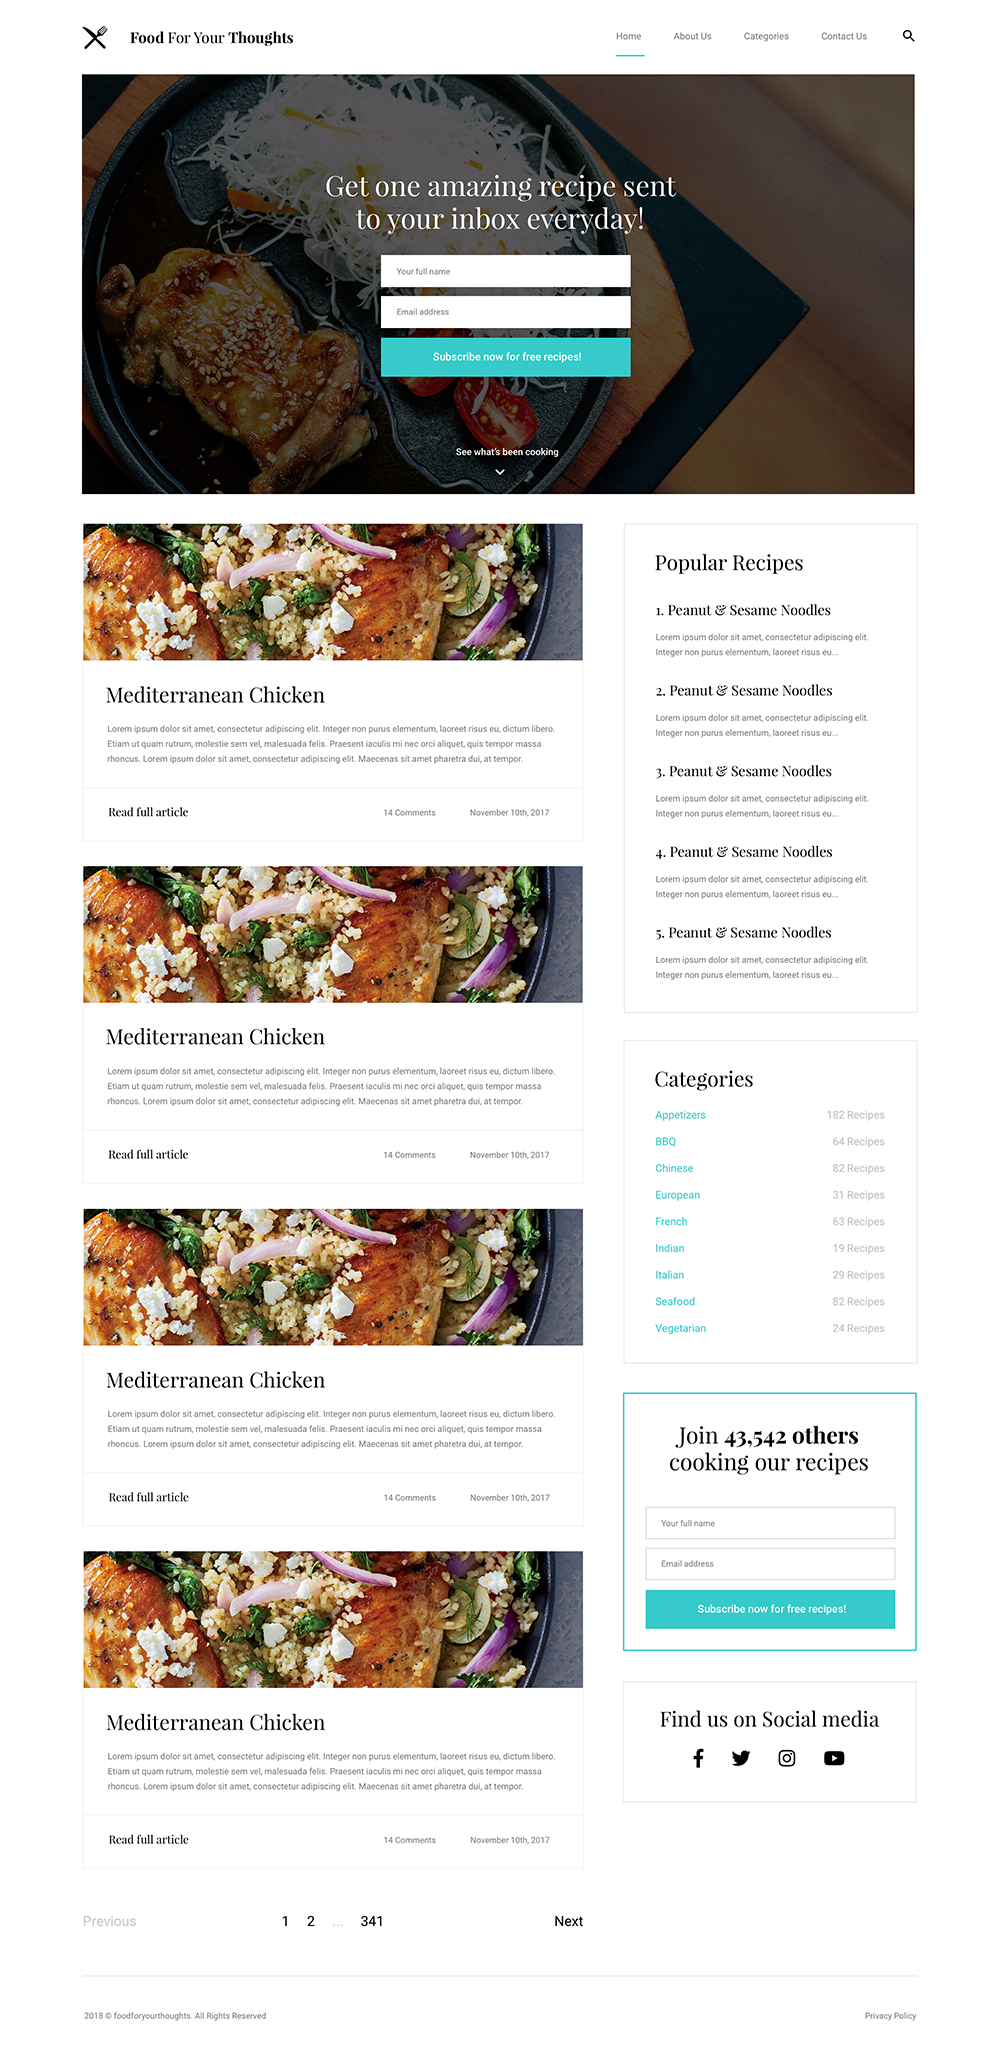 Food For Your Thoughts
Home About Us Categories Contact Us
Get one amazing recipe sent
to your inbox everyday!
Your full name
Email address
Subscribe now for free recipes!
See what's been cooking
Mediterranean Chicken
Lorem ipsum dolor sit amet, consectetur adipiscing elit. Integer non purus elementum, laoreet risus eu, dictum libero.
Etiam ut quam rutrum, molestie sem vel, malesuada felis. Praesent iaculis mi nec orci aliquet, quis tempor massa
rhoncus. Lorem ipsum dolor sit amet, consectetur adipiscing elit. Maecenas sit amet pharetra dui, at tempor.
Read full article 14 Comments November 10th, 2017
Mediterranean Chicken
Lorem ipsum dolor sit amet, consectetur adipiscing elit. Integer non purus elementum, laoreet risus eu, dictum libero.
Etiam ut quam rutrum, molestie sem vel, malesuada felis. Praesent iaculis mi nec orci aliquet, quis tempor massa
rhoncus. Lorem ipsum dolor sit amet, consectetur adipiscing elit. Maecenas sit amet pharetra dui, at tempor.
Read full article 14 Comments November 10th, 2017
Mediterranean Chicken
Lorem ipsum dolor sit amet, consectetur adipiscing elit. Integer non purus elementum, laoreet risus eu, dictum libero.
Etiam ut quam rutrum, molestie sem vel, malesuada felis. Praesent iaculis mi nec orci aliquet, quis tempor massa
rhoncus. Lorem ipsum dolor sit amet, consectetur adipiscing elit. Maecenas sit amet pharetra dui, at tempor.
Read full article 14 Comments November 10th, 2017
Mediterranean Chicken
Lorem ipsum dolor sit amet, consectetur adipiscing elit. Integer non purus elementum, laoreet risus eu, dictum libero.
Etiam ut quam rutrum, molestie sem vel, malesuada felis. Praesent iaculis mi nec orci aliquet, quis tempor massa
rhoncus. Lorem ipsum dolor sit amet, consectetur adipiscing elit. Maecenas sit amet pharetra dui, at tempor.
Read full article 14 Comments November 10th, 2017
Previous 1 2 ... 341 Next
Popular Recipes
1. Peanut & Sesame Noodles
Lorem ipsum dolor sit amet, consectetur adipiscing elit.
Integer non purus elementum, laoreet risus eu...
2. Peanut & Sesame Noodles
Lorem ipsum dolor sit amet, consectetur adipiscing elit.
Integer non purus elementum, laoreet risus eu...
3. Peanut & Sesame Noodles
Lorem ipsum dolor sit amet, consectetur adipiscing elit.
Integer non purus elementum, laoreet risus eu...
4. Peanut & Sesame Noodles
Lorem ipsum dolor sit amet, consectetur adipiscing elit.
Integer non purus elementum, laoreet risus eu...
5. Peanut & Sesame Noodles
Lorem ipsum dolor sit amet, consectetur adipiscing elit.
Integer non purus elementum, laoreet risus eu...
Categories
Appetizers 182 Recipes
BBQ 64 Recipes
Chinese 82 Recipes
European 31 Recipes
French 63 Recipes
Indian 19 Recipes
Italian 29 Recipes
Seafood 82 Recipes
Vegetarian 24 Recipes
Join 43,542 others
cooking our recipes
Your full name
Email address
Subscribe now for free recipes!
Find us on Social media
2018 © foodforyourthoughts. All Rights Reserved Privacy Policy